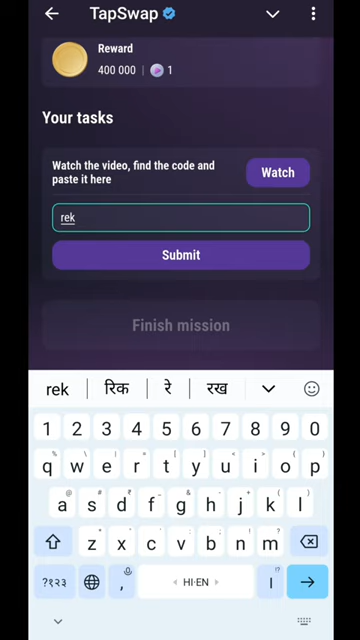 TapSwap
Reward
400 000 | 1
Your tasks
Watch the video, find the code and
paste it here
Watch
rek
Submit
Finish mission
rek रिक रे रख
1 2 3 4 5 6 7 8 9 0
q w e r t y u i o p
a s d f g h j k l
z x c v b n m
?१२३ , HI·EN ।